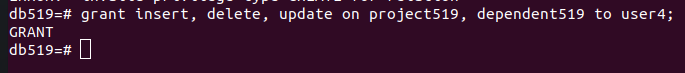 db519=# grant insert, delete, update on project519, dependent519 to user4;
GRANT
db519=#